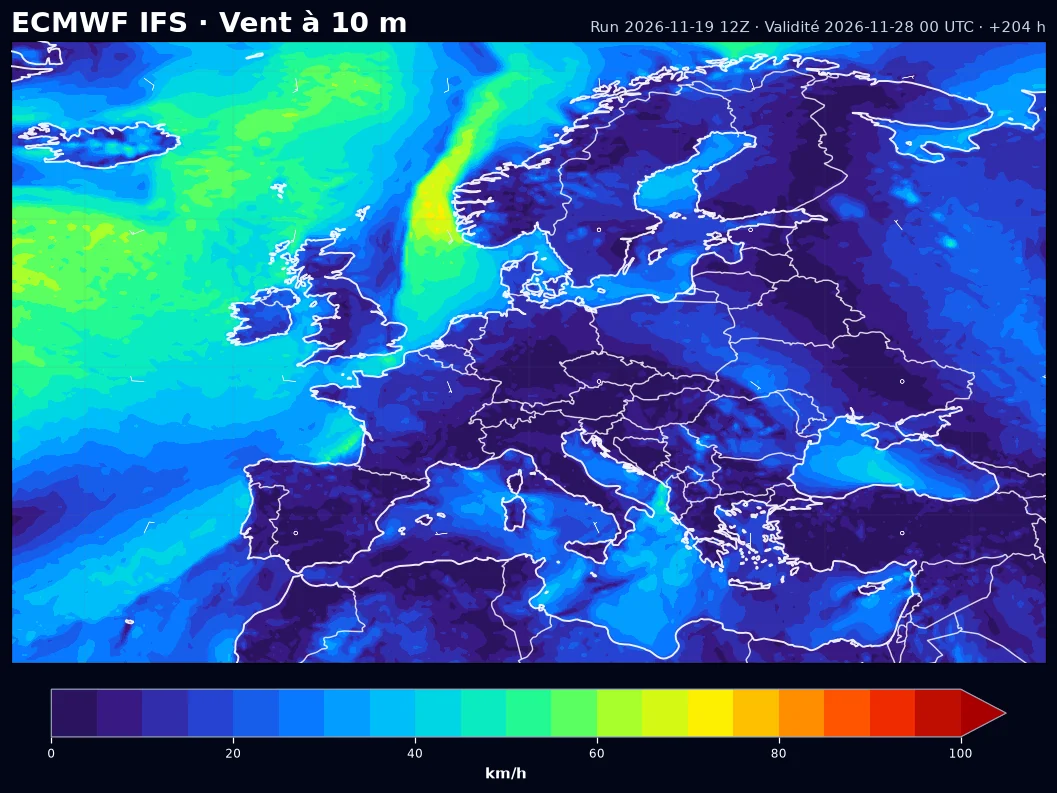 ECMWF IFS · Vent à 10 m
Run 2026-11-19 12Z · Validité 2026-11-28 00 UTC · +204 h
0 20 40 60 80 100
km/h